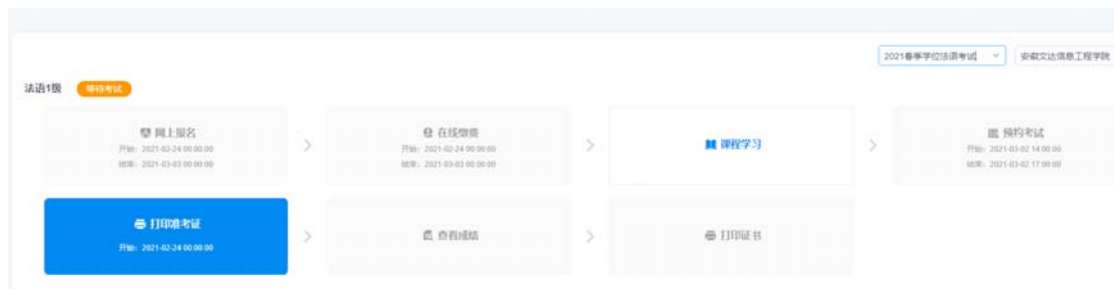 2021春季学位法语考试 安徽文达信息工程学院
法语1级 等待考试
网上报名 在线缴费 课程学习 预约考试
开始：2021-02-24 00:00:00 开始：2021-02-24 00:00:00 开始：2021-03-02 14:00:00
结束：2021-03-03 00:00:00 结束：2021-03-03 00:00:00 结束：2021-03-02 17:00:00
打印准考证 查看成绩 打印证书
开始：2021-02-24 00:00:00